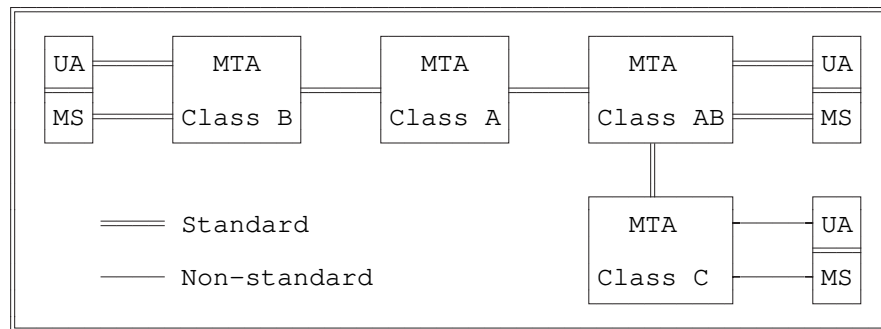 UA MTA MTA MTA UA
MS Class B Class A Class AB MS
Standard MTA UA
Non-standard Class C MS